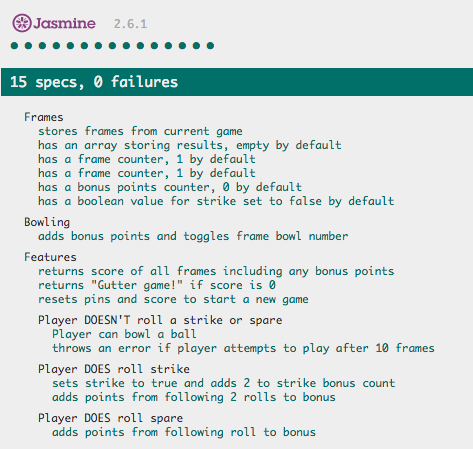 Jasmine 2.6.1
15 specs, 0 failures
Frames
stores frames from current game
has an array storing results, empty by default
has a frame counter, 1 by default
has a frame counter, 1 by default
has a bonus points counter, 0 by default
has a boolean value for strike set to false by default
Bowling
adds bonus points and toggles frame bowl number
Features
returns score of all frames including any bonus points
returns "Gutter game!" if score is 0
resets pins and score to start a new game
Player DOESN'T roll a strike or spare
Player can bowl a ball
throws an error if player attempts to play after 10 frames
Player DOES roll strike
sets strike to true and adds 2 to strike bonus count
adds points from following 2 rolls to bonus
Player DOES roll spare
adds points from following roll to bonus